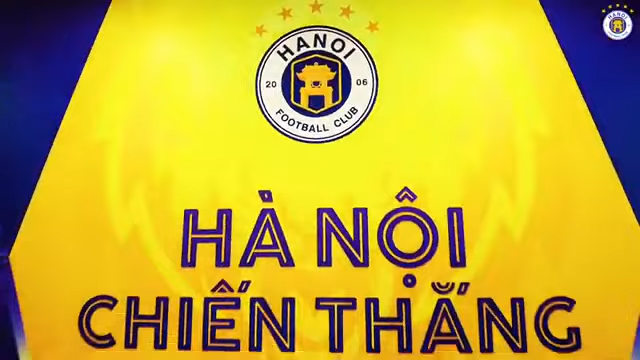 HANOI
20 06
FOOTBALL CLUB
HÀ NỘI
CHIẾN THẮNG